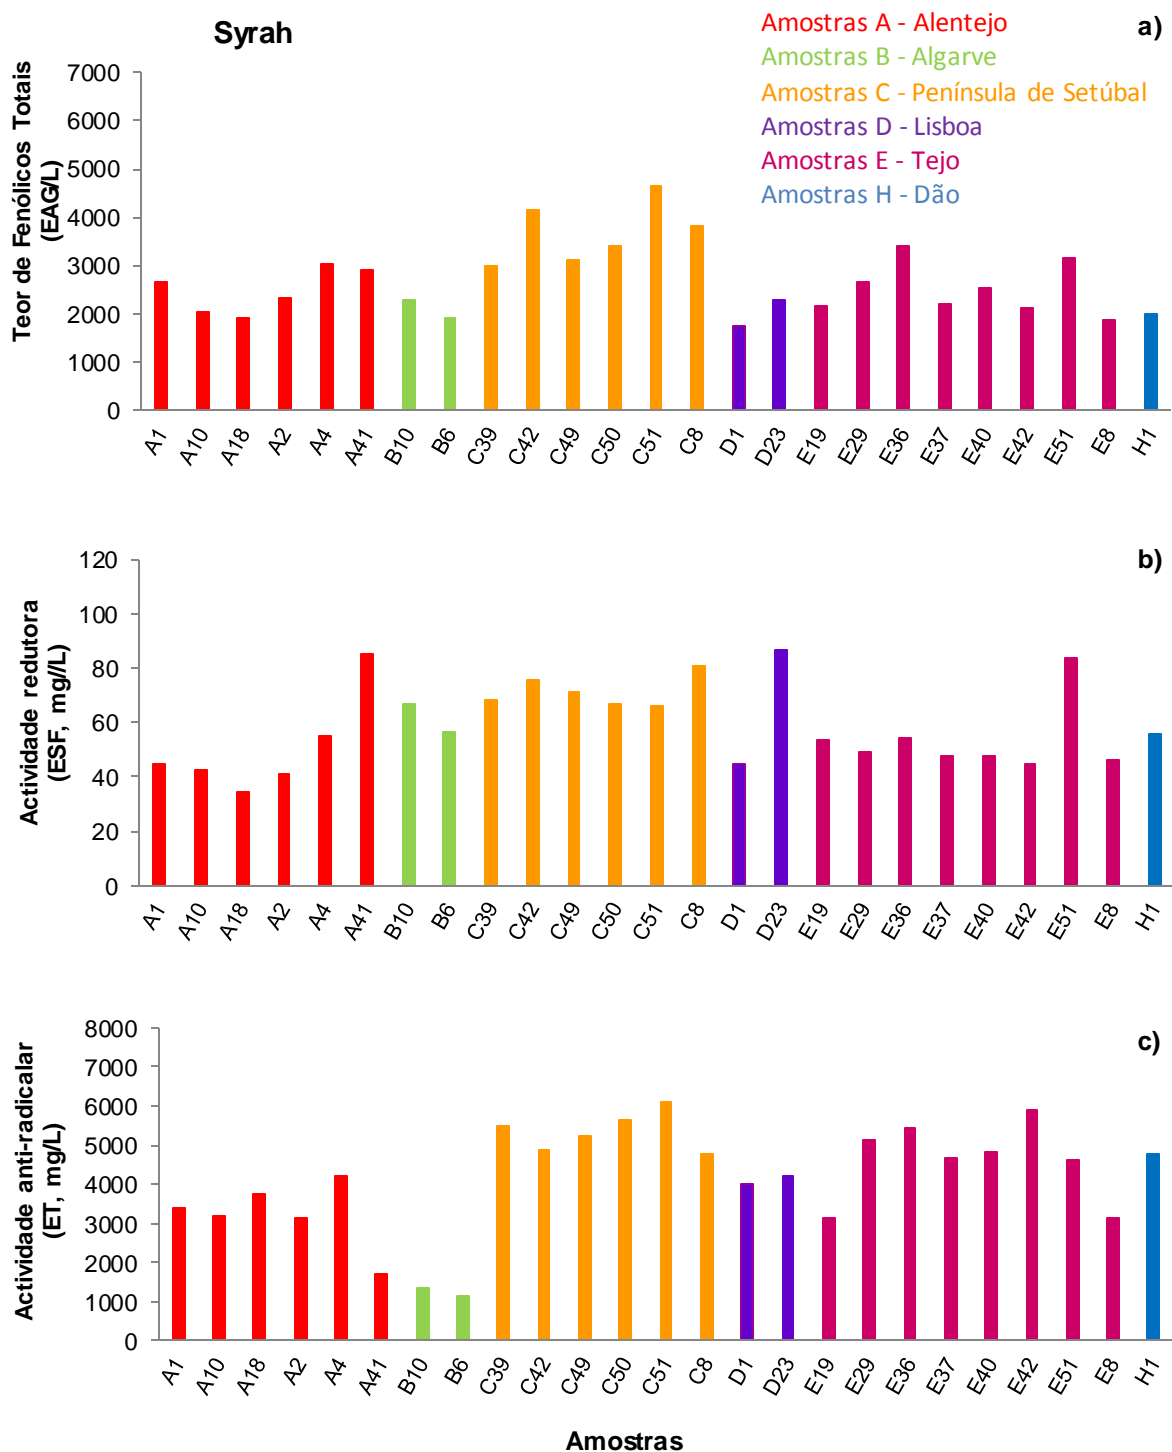 Syrah
Amostras A - Alentejo
Amostras B - Algarve
Amostras C - Península de Setúbal
Amostras D - Lisboa
Amostras E - Tejo
Amostras H - Dão
a)
Teor de Fenólicos Totais
(EAG/L)
7000
6000
5000
4000
3000
2000
1000
0
A1 A10 A18 A2 A4 A41 B10 B6 C39 C42 C49 C50 C51 C8 D1 D23 E19 E29 E36 E37 E40 E42 E51 E8 H1
b)
Actividade redutora
(ESF, mg//L)
120
100
80
60
40
20
0
A1 A10 A18 A2 A4 A41 B10 B6 C39 C42 C49 C50 C51 C8 D1 D23 E19 E29 E36 E37 E40 E42 E51 E8 H1
c)
Actividade anti-radicalar
(ET, mg/L)
8000
7000
6000
5000
4000
3000
2000
1000
0
A1 A10 A18 A2 A4 A41 B10 B6 C39 C42 C49 C50 C51 C8 D1 D23 E19 E29 E36 E37 E40 E42 E51 E8 H1
Amostras